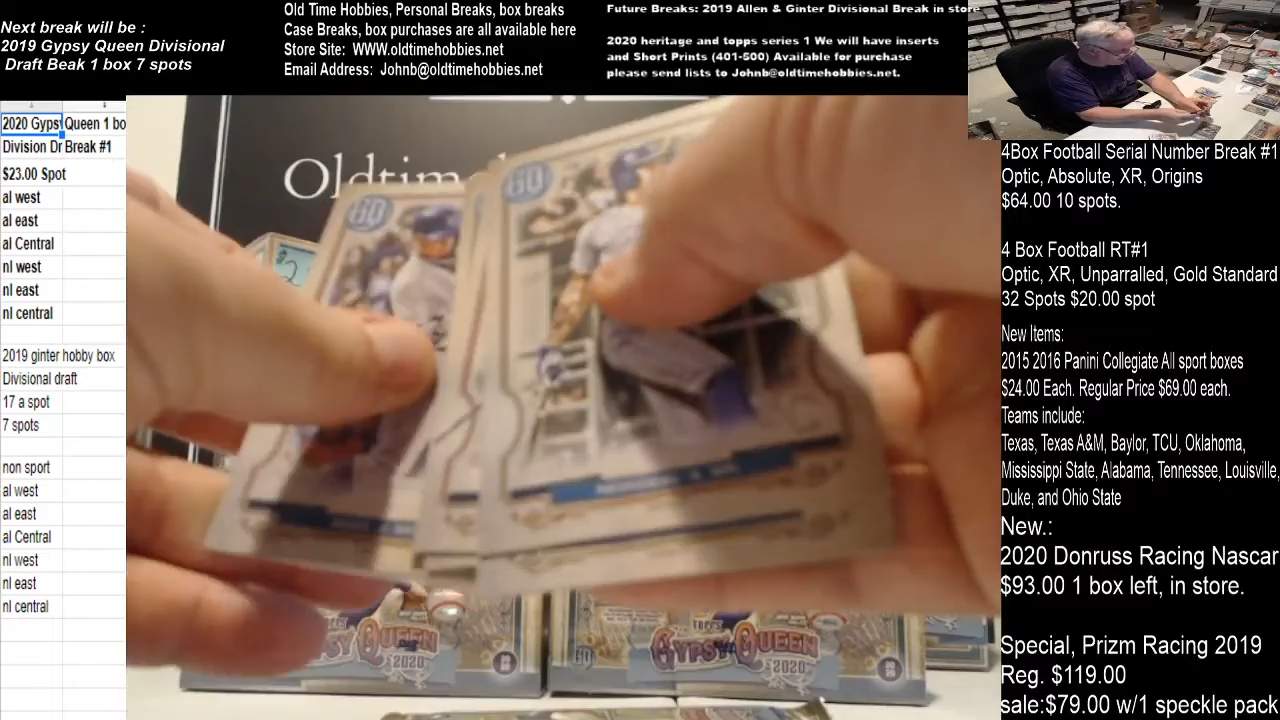 Next break will be :
2019 Gypsy Queen Divisional
Draft Beak 1 box 7 spots
Old Time Hobbies, Personal Breaks, box breaks
Case Breaks, box purchases are all available here
Store Site: WWW.oldtimehobbies.net
Email Address: Johnb@oldtimehobbies.net
Future Breaks: 2019 Allen & Ginter Divisional Break in store
2020 heritage and topps series 1 We will have inserts
and Short Prints (401-500) Available for purchase
please send lists to Johnb@oldtimehobbies.net.
2020 Gypsy Queen 1 bo
Division Dr Break #1
$23.00 Spot
al west
al east
al Central
nl west
nl east
nl central
2019 ginter hobby box
Divisional draft
17 a spot
7 spots
non sport
al west
al east
al Central
nl west
nl east
nl central
Oldtime
GQ
GQ
TOPPS
GYPSY QUEEN
2020
TOPPS
GYPSY QUEEN
2020
GQ
4Box Football Serial Number Break #1
Optic, Absolute, XR, Origins
$64.00 10 spots.
4 Box Football RT#1
Optic, XR, Unparralled, Gold Standard
32 Spots $20.00 spot
New Items:
2015 2016 Panini Collegiate All sport boxes
$24.00 Each. Regular Price $69.00 each.
Teams include:
Texas, Texas A&M, Baylor, TCU, Oklahoma,
Mississippi State, Alabama, Tennessee, Louisville,
Duke, and Ohio State
New.:
2020 Donruss Racing Nascar
$93.00 1 box left, in store.
Special, Prizm Racing 2019
Reg. $119.00
sale:$79.00 w/1 speckle pack